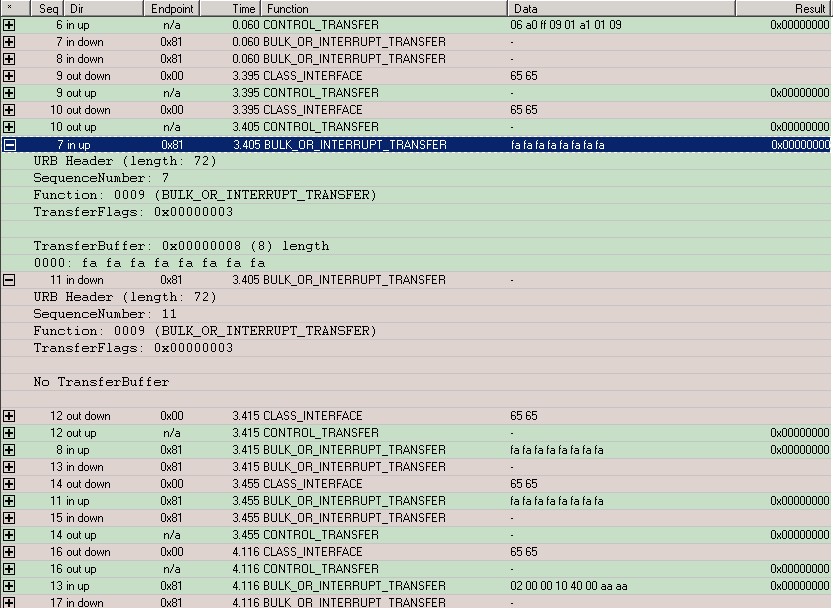 * Seq Dir Endpoint Time Function Data Result
6 in up n/a 0.060 CONTROL_TRANSFER 06 a0 ff 09 01 a1 01 09 0x00000000
7 in down 0x81 0.060 BULK_OR_INTERRUPT_TRANSFER -
8 in down 0x81 0.060 BULK_OR_INTERRUPT_TRANSFER -
9 out down 0x00 3.395 CLASS_INTERFACE 65 65
9 out up n/a 3.395 CONTROL_TRANSFER - 0x00000000
10 out down 0x00 3.395 CLASS_INTERFACE 65 65
10 out up n/a 3.405 CONTROL_TRANSFER - 0x00000000
7 in up 0x81 3.405 BULK_OR_INTERRUPT_TRANSFER fa fa fa fa fa fa fa fa 0x00000000
URB Header (length: 72)
SequenceNumber: 7
Function: 0009 (BULK_OR_INTERRUPT_TRANSFER)
TransferFlags: 0x00000003
TransferBuffer: 0x00000008 (8) length
0000: fa fa fa fa fa fa fa fa
11 in down 0x81 3.405 BULK_OR_INTERRUPT_TRANSFER -
URB Header (length: 72)
SequenceNumber: 11
Function: 0009 (BULK_OR_INTERRUPT_TRANSFER)
TransferFlags: 0x00000003
No TransferBuffer
12 out down 0x00 3.415 CLASS_INTERFACE 65 65
12 out up n/a 3.415 CONTROL_TRANSFER - 0x00000000
8 in up 0x81 3.415 BULK_OR_INTERRUPT_TRANSFER fa fa fa fa fa fa fa fa 0x00000000
13 in down 0x81 3.415 BULK_OR_INTERRUPT_TRANSFER -
14 out down 0x00 3.455 CLASS_INTERFACE 65 65
11 in up 0x81 3.455 BULK_OR_INTERRUPT_TRANSFER fa fa fa fa fa fa fa fa 0x00000000
15 in down 0x81 3.455 BULK_OR_INTERRUPT_TRANSFER -
14 out up n/a 3.455 CONTROL_TRANSFER - 0x00000000
16 out down 0x00 4.116 CLASS_INTERFACE 65 65
16 out up n/a 4.116 CONTROL_TRANSFER - 0x00000000
13 in up 0x81 4.116 BULK_OR_INTERRUPT_TRANSFER 02 00 00 10 40 00 aa aa 0x00000000
17 in down 0x81 4.116 BULK_OR_INTERRUPT_TRANSFER -